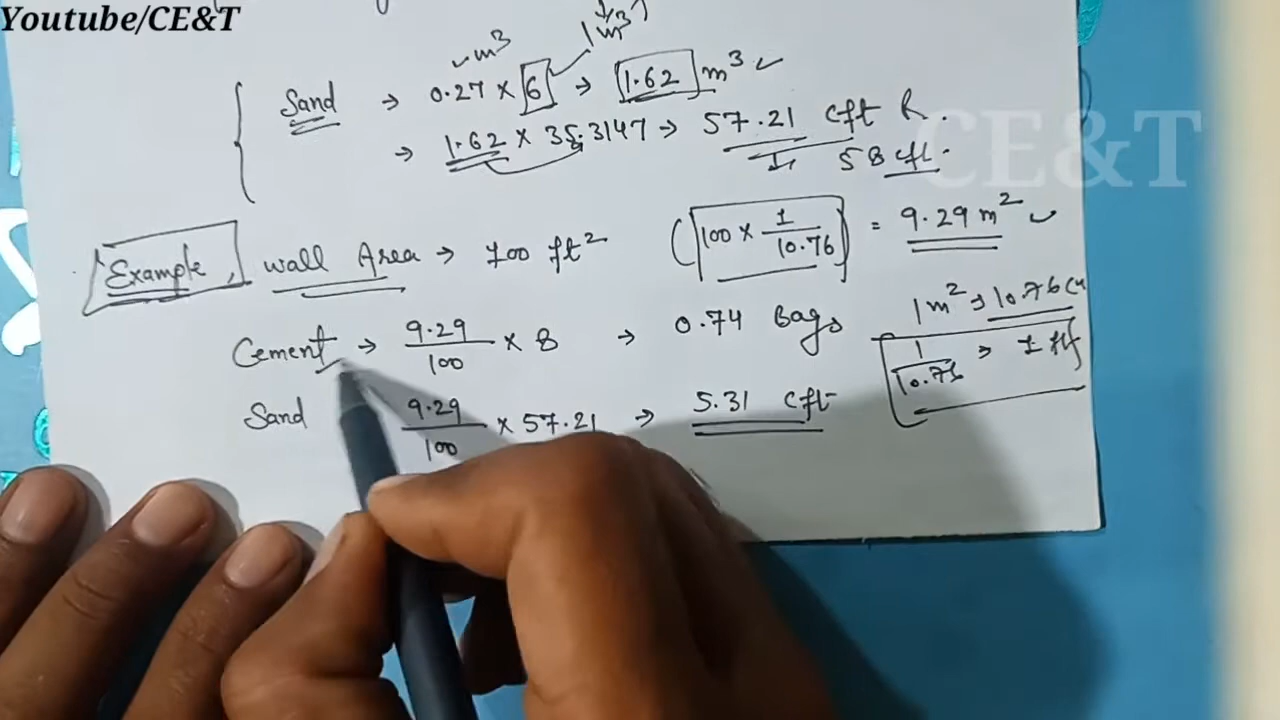 Youtube/CE&T
1m³
m³
Sand → 0.27 × 6 → 1.62 m³
→ 1.62 × 35.3147 → 57.21 cft R.
58 cft.
CE&T
Example, Wall Area → 100 ft² (100 × 1/10.76) = 9.29 m²
1m² → 10.76
Cement → 9.29/100 × 8 → 0.74 Bags
1/10.76 → 1 ft
Sand 9.29/100 × 57.21 → 5.31 cft